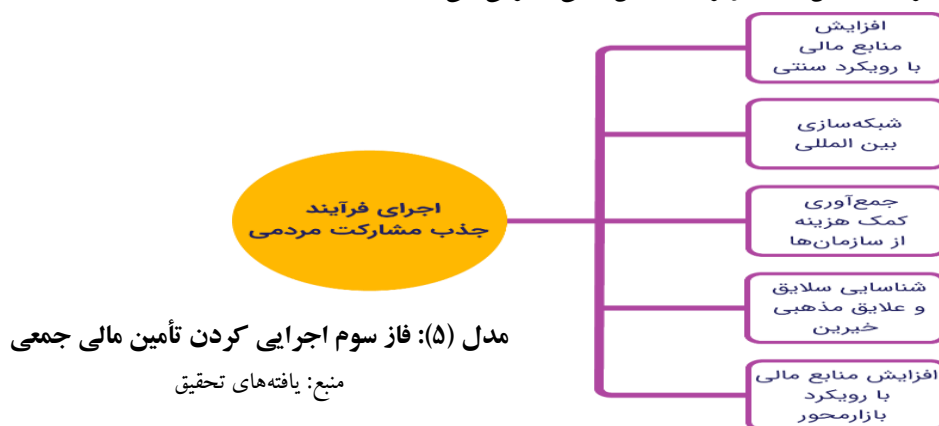 افزایش
منابع مالی
با رویکرد سنتی
شبکه‌سازی
بین المللی
اجرای فرآیند
جذب مشارکت مردمی
جمع‌آوری
کمک هزینه
از سازمان‌ها
شناسایی سلایق
و علایق مذهبی
خیرین
افزایش منابع مالی
با رویکرد
بازارمحور
مدل (۵): فاز سوم اجرایی کردن تأمین مالی جمعی
منبع: یافته‌های تحقیق